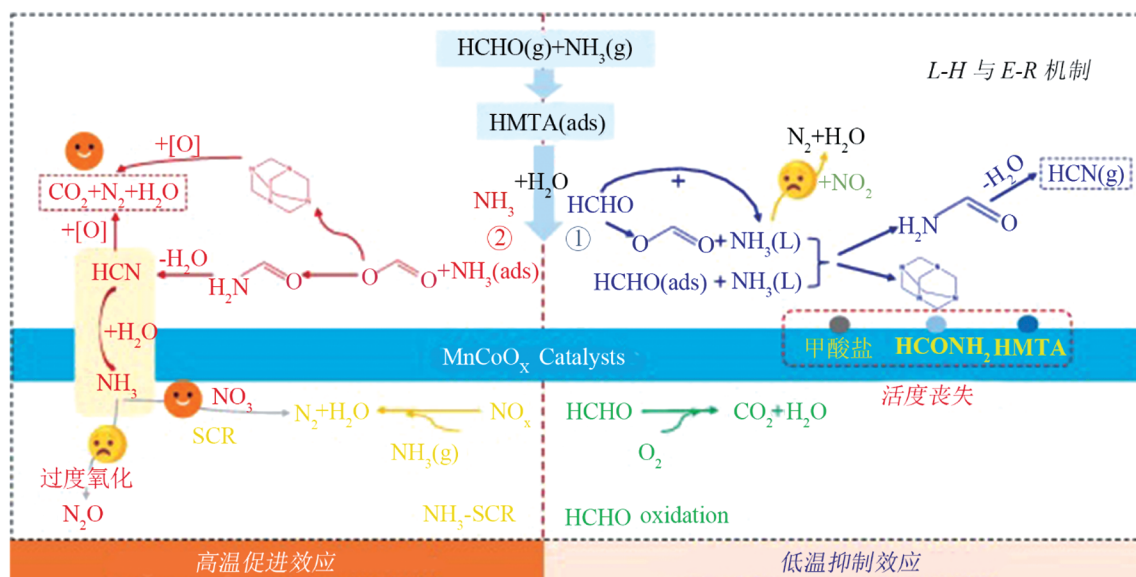 HCHO(g)+NH₃(g)
L-H 与 E-R 机制
HMTA(ads)
+[O]
CO₂+N₂+H₂O
+[O]
HCN
-H₂O
H₂N
O
O
O
+NH₃(ads)
+H₂O
NH₃
②
①
HCHO
+
N₂+H₂O
+NO₂
O
O
+NH₃(L)
HCHO(ads) + NH₃(L)
H₂N
O
-H₂O
HCN(g)
+H₂O
MnCoOₓ Catalysts
甲酸盐
HCONH₂
HMTA
活度丧失
NH₃
NO₃
SCR
N₂+H₂O
NOₓ
NH₃(g)
HCHO
CO₂+H₂O
O₂
过度氧化
N₂O
NH₃-SCR
HCHO oxidation
高温促进效应
低温抑制效应